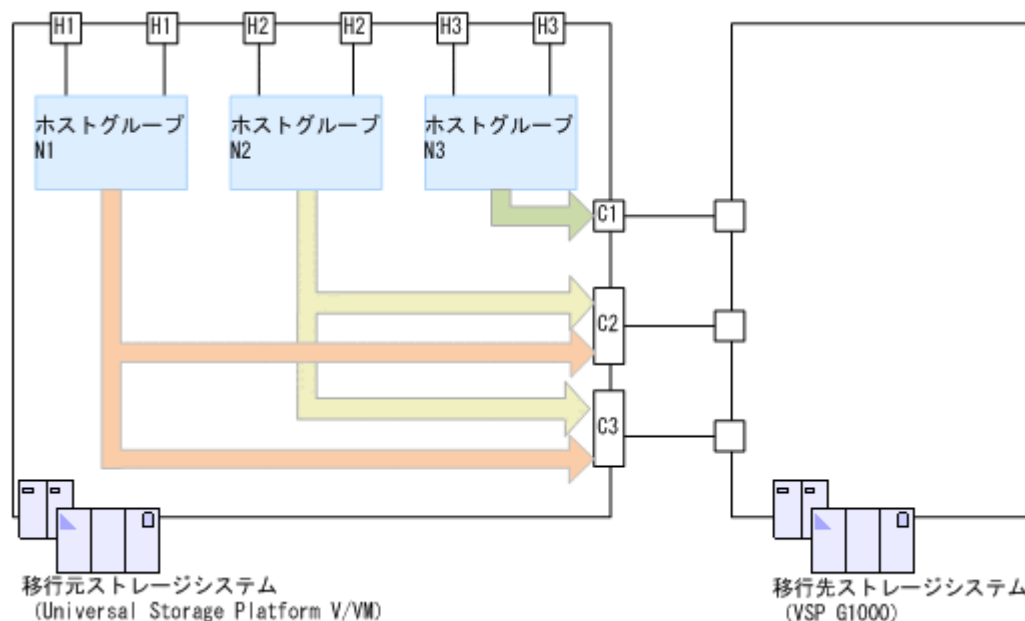 H1
H1
H2
H2
H3
H3
ホストグループ
N1
ホストグループ
N2
ホストグループ
N3
C1
C2
C3
移行元ストレージシステム
(Universal Storage Platform V/VM)
移行先ストレージシステム
(VSP G1000)